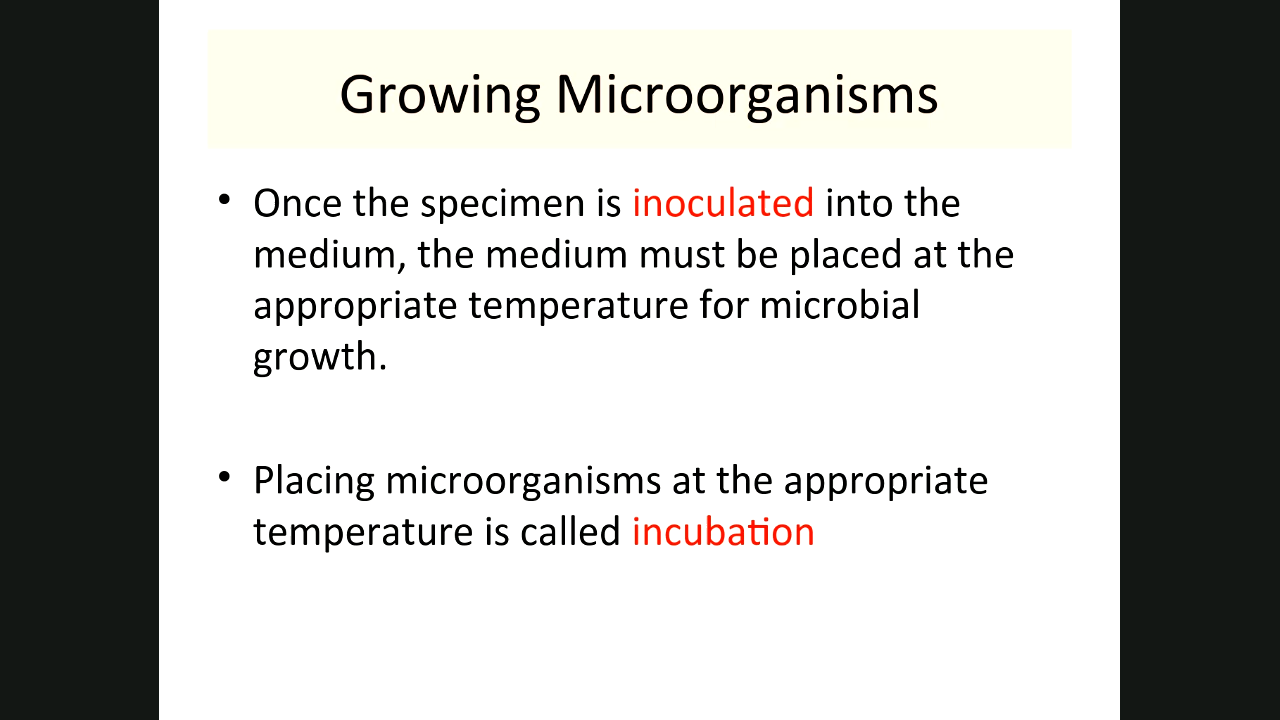 Growing Microorganisms
• Once the specimen is inoculated into the
medium, the medium must be placed at the
appropriate temperature for microbial
growth.
• Placing microorganisms at the appropriate
temperature is called incubation